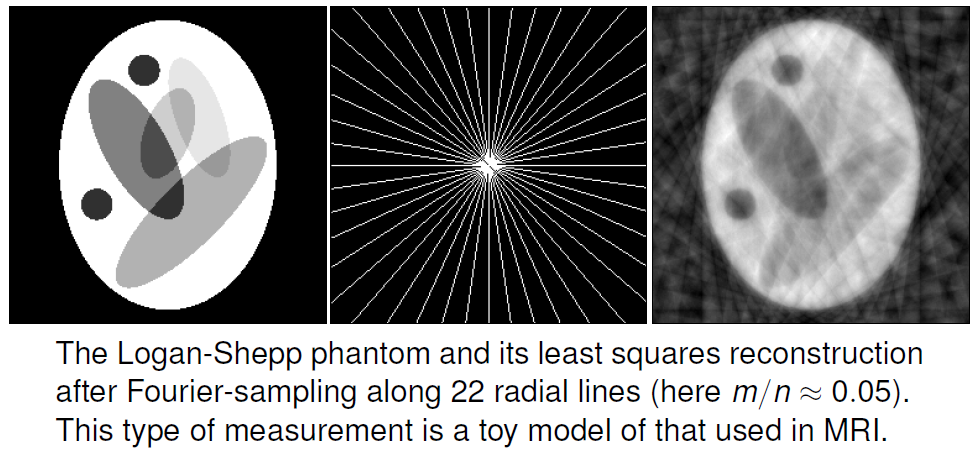 The Logan-Shepp phantom and its least squares reconstruction
after Fourier-sampling along 22 radial lines (here m/n ≈ 0.05).
This type of measurement is a toy model of that used in MRI.